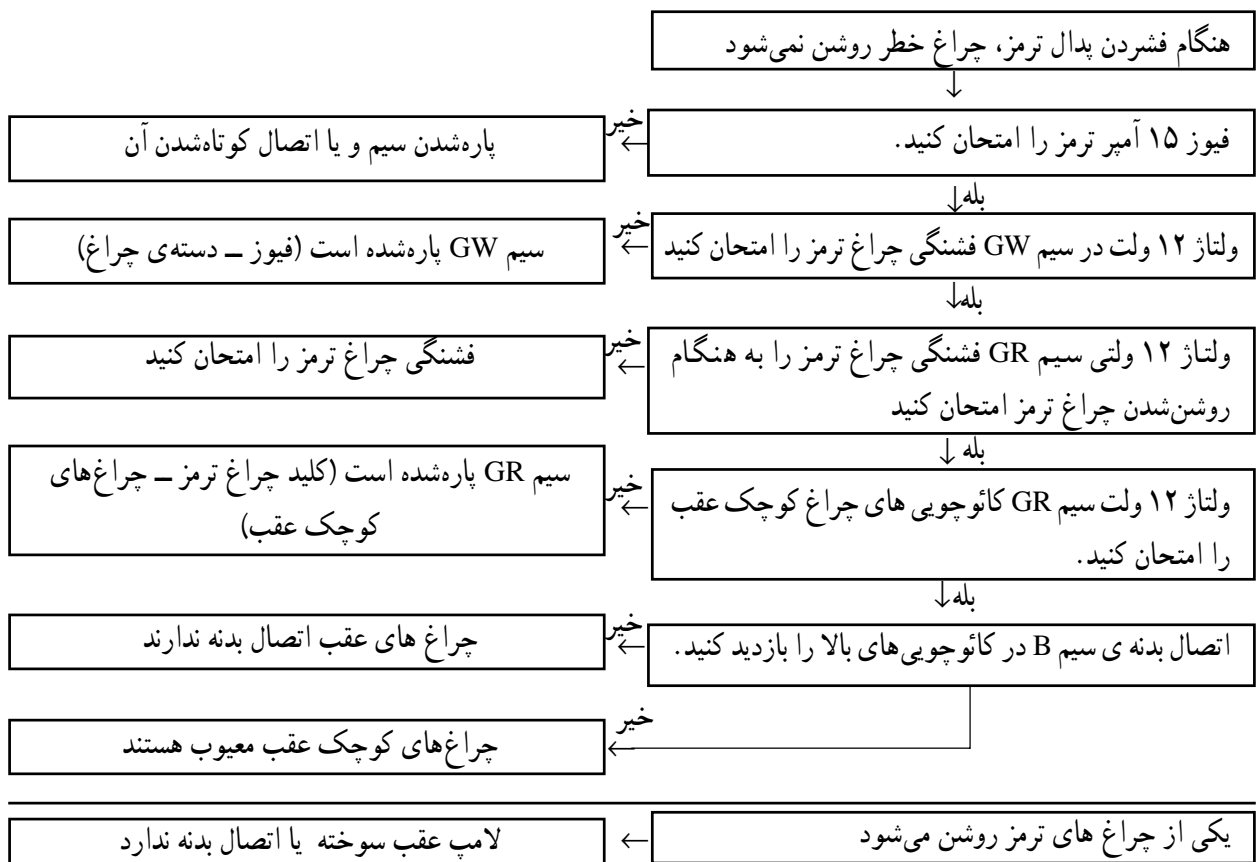 هنگام فشردن پدال ترمز، چراغ خطر روشن نمی‌شود
فیوز ۱۵ آمپر ترمز را امتحان کنید.
خیر
پاره‌شدن سیم و یا اتصال کوتاه‌شدن آن
بله
ولتاژ ۱۲ ولت در سیم GW فشنگی چراغ ترمز را امتحان کنید
خیر
سیم GW پاره‌شده است (فیوز ــ دسته‌ی چراغ)
بله
ولتاژ ۱۲ ولتی سیم GR فشنگی چراغ ترمز را به هنگام
روشن‌شدن چراغ ترمز امتحان کنید
خیر
فشنگی چراغ ترمز را امتحان کنید
بله
ولتاژ ۱۲ ولت سیم GR کائوچویی های چراغ کوچک عقب
را امتحان کنید.
خیر
سیم GR پاره‌شده است (کلید چراغ ترمز ــ چراغ‌های
کوچک عقب)
بله
اتصال بدنه ی سیم B در کائوچویی‌های بالا را بازدید کنید.
خیر
چراغ های عقب اتصال بدنه ندارند
خیر
چراغ‌های کوچک عقب معیوب هستند
یکی از چراغ های ترمز روشن می‌شود
لامپ عقب سوخته یا اتصال بدنه ندارد